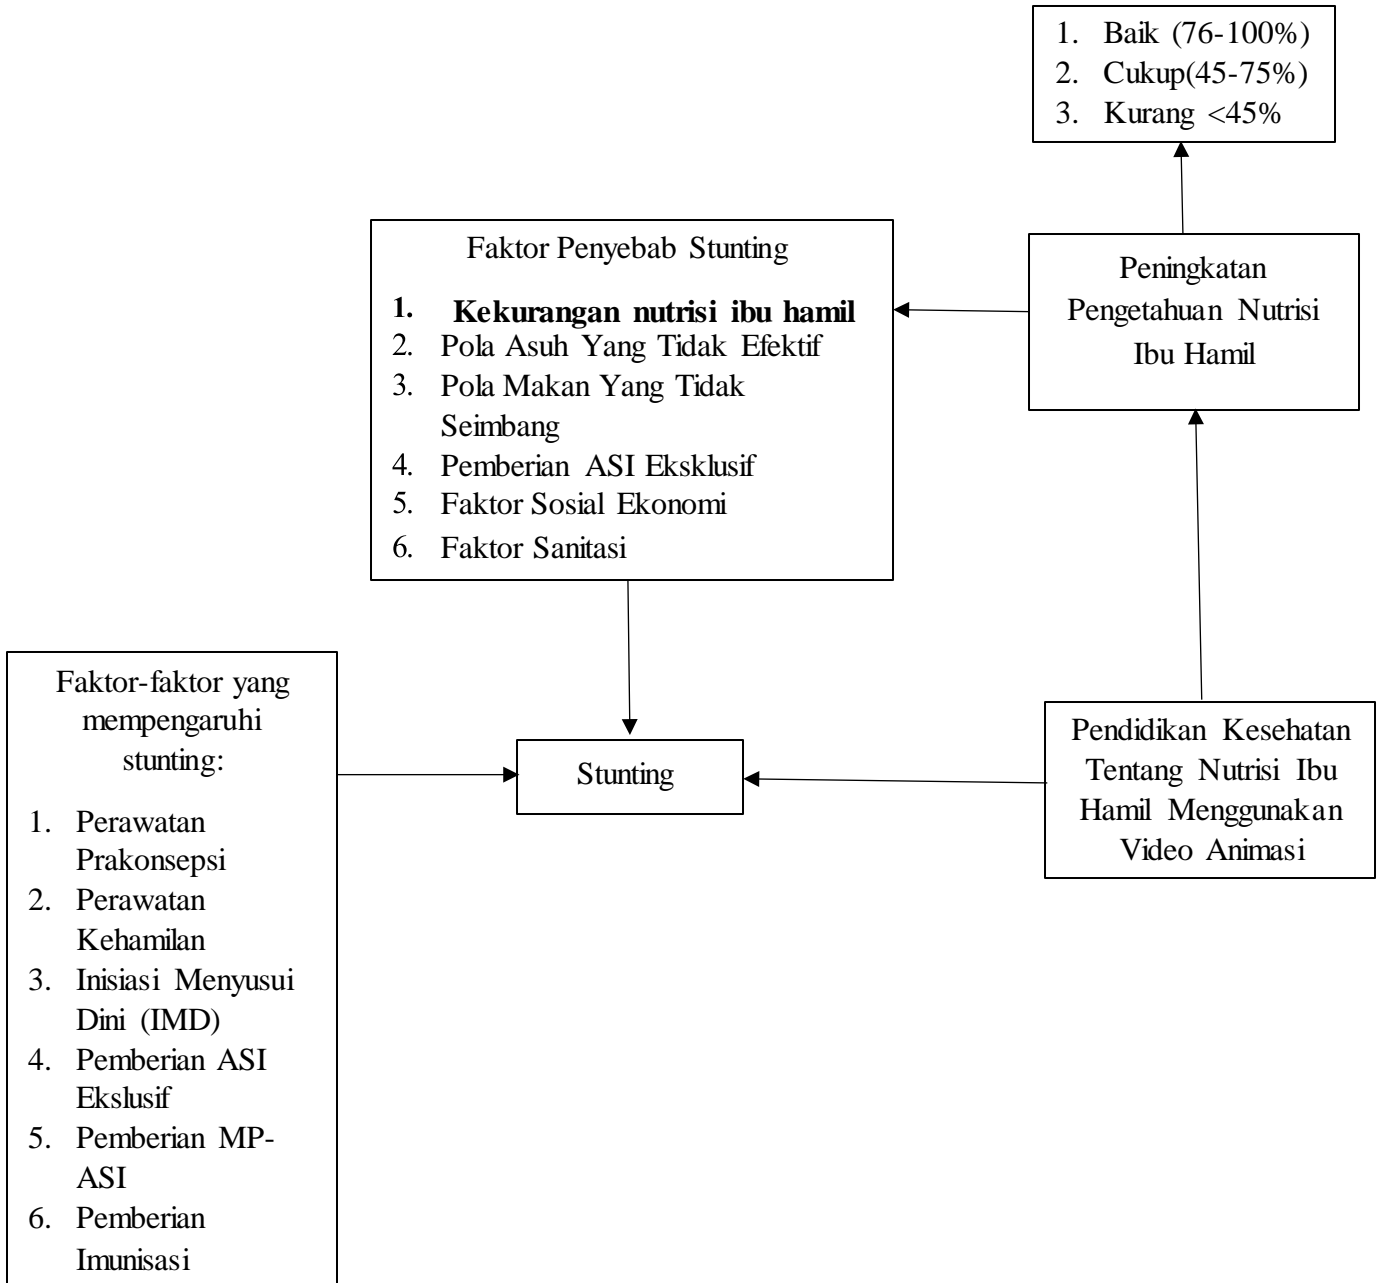 1. Baik (76-100%)
2. Cukup(45-75%)
3. Kurang <45%
Faktor Penyebab Stunting
1. Kekurangan nutrisi ibu hamil
2. Pola Asuh Yang Tidak Efektif
3. Pola Makan Yang Tidak
Seimbang
4. Pemberian ASI Eksklusif
5. Faktor Sosial Ekonomi
6. Faktor Sanitasi
Peningkatan
Pengetahuan Nutrisi
Ibu Hamil
Faktor-faktor yang
mempengaruhi
stunting:
1. Perawatan
Prakonsepsi
2. Perawatan
Kehamilan
3. Inisiasi Menyusui
Dini (IMD)
4. Pemberian ASI
Ekslusif
5. Pemberian MP-
ASI
6. Pemberian
Imunisasi
Stunting
Pendidikan Kesehatan
Tentang Nutrisi Ibu
Hamil Menggunakan
Video Animasi